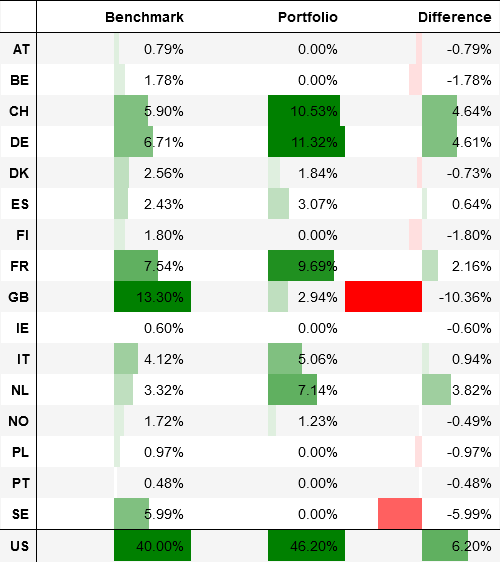 Benchmark Portfolio Difference
AT 0.79% 0.00% -0.79%
BE 1.78% 0.00% -1.78%
CH 5.90% 10.53% 4.64%
DE 6.71% 11.32% 4.61%
DK 2.56% 1.84% -0.73%
ES 2.43% 3.07% 0.64%
FI 1.80% 0.00% -1.80%
FR 7.54% 9.69% 2.16%
GB 13.30% 2.94% -10.36%
IE 0.60% 0.00% -0.60%
IT 4.12% 5.06% 0.94%
NL 3.32% 7.14% 3.82%
NO 1.72% 1.23% -0.49%
PL 0.97% 0.00% -0.97%
PT 0.48% 0.00% -0.48%
SE 5.99% 0.00% -5.99%
US 40.00% 46.20% 6.20%